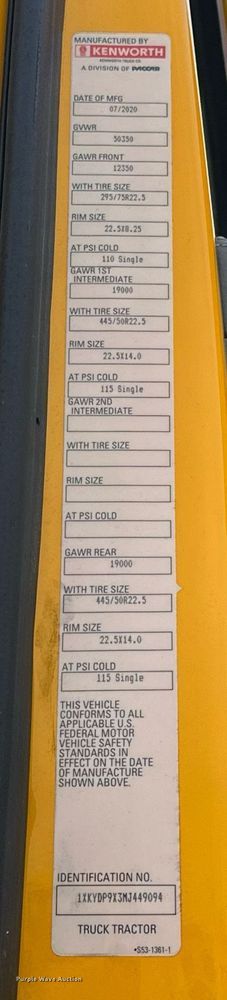 MANUFACTURED BY
KENWORTH
KENWORTH TRUCK CO.
A DIVISION OF PACCAR
DATE OF MFG
07/2020
GVWR
50350
GAWR FRONT
12350
WITH TIRE SIZE
295/75R22.5
RIM SIZE
22.5X8.25
AT PSI COLD
110 Single
GAWR 1ST
INTERMEDIATE
19000
WITH TIRE SIZE
445/50R22.5
RIM SIZE
22.5X14.0
AT PSI COLD
115 Single
GAWR 2ND
INTERMEDIATE
WITH TIRE SIZE
RIM SIZE
AT PSI COLD
GAWR REAR
19000
WITH TIRE SIZE
445/50R22.5
RIM SIZE
22.5X14.0
AT PSI COLD
115 Single
THIS VEHICLE
CONFORMS TO ALL
APPLICABLE U.S.
FEDERAL MOTOR
VEHICLE SAFETY
STANDARDS IN
EFFECT ON THE DATE
OF MANUFACTURE
SHOWN ABOVE.
IDENTIFICATION NO.
1XKYDP9X3MJ449094
TRUCK TRACTOR
•S53-1361-1
Purple Wave Auction